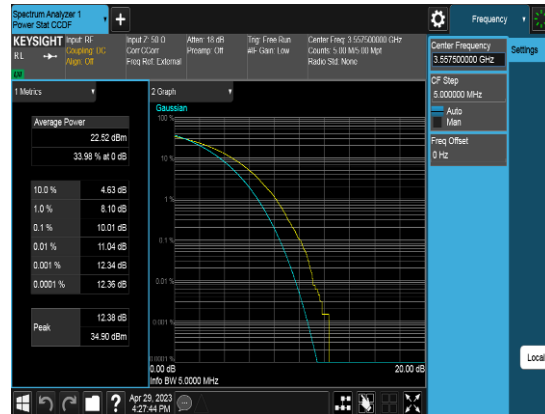 Spectrum Analyzer 1
Power Stat CCDF
Frequency
KEYSIGHT
RL
Input: RF
Coupling: DC
Align: Off
Input Z: 50 Ω
Corr CCorr
Freq Ref: External
Atten: 18 dB
Preamp: Off
Trig: Free Run
#IF Gain: Low
Center Freq: 3.557500000 GHz
Counts: 5.00 M/5.00 Mpt
Radio Std: None
1 Metrics
2 Graph
Average Power
22.52 dBm
33.98 % at 0 dB
10.0 % 4.63 dB
1.0 % 8.10 dB
0.1 % 10.01 dB
0.01 % 11.04 dB
0.001 % 12.34 dB
0.0001 % 12.36 dB
Peak
12.38 dB
34.90 dBm
Gaussian
100 %
10 %
1 %
0.1 %
0.01 %
0.001 %
0.0001 %
0.00 dB
20.00 dB
Info BW 5.0000 MHz
Center Frequency
3.557500000 GHz
Settings
CF Step
5.000000 MHz
Auto
Man
Freq Offset
0 Hz
Local
?
Apr 29, 2023
4:27:44 PM